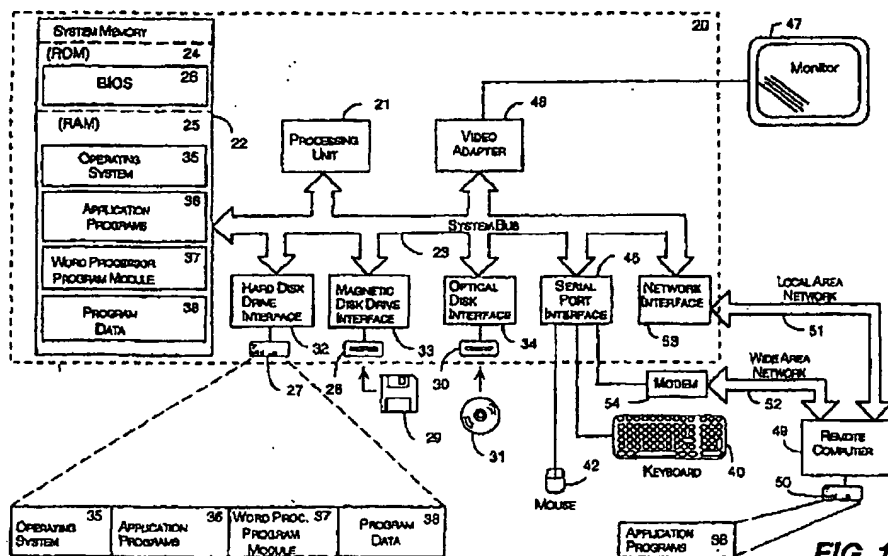 SYSTEM MEMORY
(ROM) 24
BIOS 26
(RAM) 25
22
OPERATING SYSTEM 35
APPLICATION PROGRAMS 36
WORD PROCESSOR PROGRAM MODULE 37
PROGRAM DATA 38
20
21
PROCESSING UNIT
48
VIDEO ADAPTER
47
Monitor
SYSTEM BUS
23
HARD DISK DRIVE INTERFACE
32
MAGNETIC DISK DRIVE INTERFACE
33
OPTICAL DISK INTERFACE
34
46
SERIAL PORT INTERFACE
NETWORK INTERFACE
53
LOCAL AREA NETWORK
51
WIDE AREA NETWORK
52
MODEM
54
27
28
29
30
31
42
MOUSE
KEYBOARD
40
49
REMOTE COMPUTER
50
OPERATING SYSTEM 35
APPLICATION PROGRAMS 36
WORD PROC. PROGRAM MODULE 37
PROGRAM DATA 38
APPLICATION PROGRAMS 36
FIG. 1